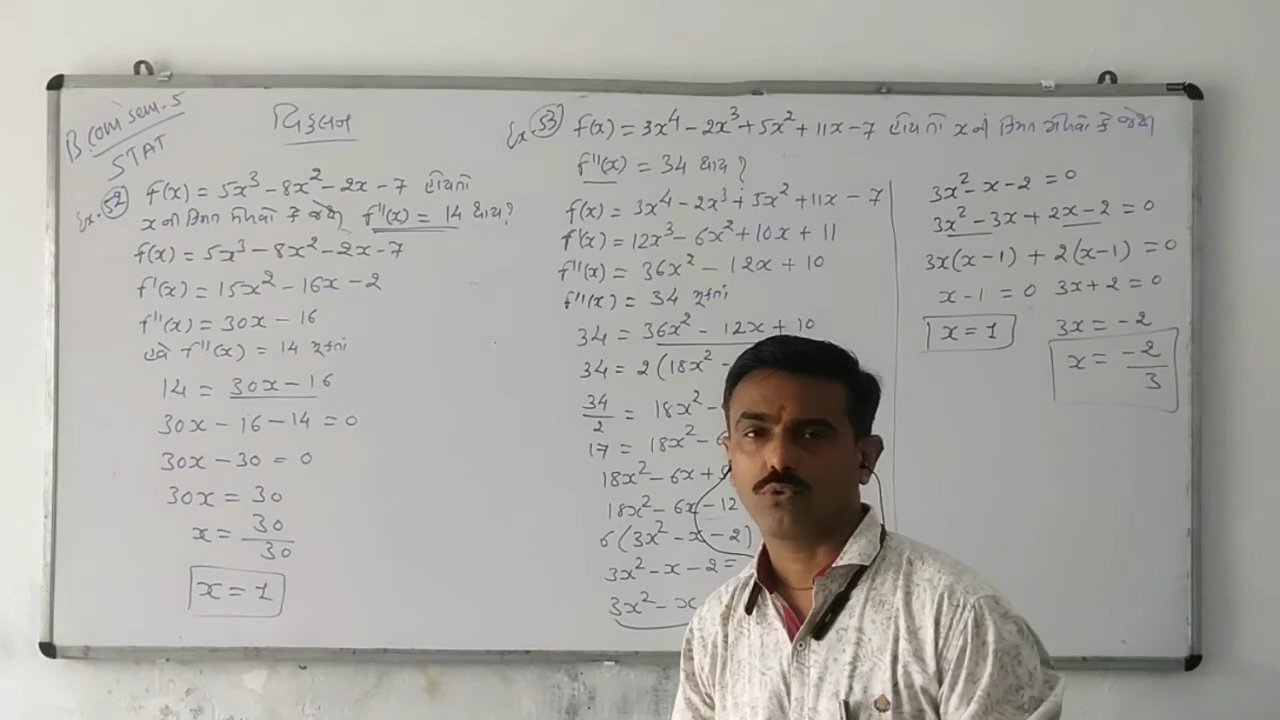 B.com sem.5
STAT
વિકલન
Ex.52 f(x) = 5x³ - 8x² - 2x - 7 હોય તો
x ની કિંમત મેળવો કે જેથી f''(x) = 14 થાય?
f(x) = 5x³ - 8x² - 2x - 7
f'(x) = 15x² - 16x - 2
f''(x) = 30x - 16
હવે f''(x) = 14 મૂકતાં
14 = 30x - 16
30x - 16 - 14 = 0
30x - 30 = 0
30x = 30
x = 30/30
x = 1
Ex.53 f(x) = 3x⁴ - 2x³ + 5x² + 11x - 7 હોય તો x ની કિંમત મેળવો કે જેથી
f''(x) = 34 થાય?
f(x) = 3x⁴ - 2x³ + 5x² + 11x - 7
f'(x) = 12x³ - 6x² + 10x + 11
f''(x) = 36x² - 12x + 10
f''(x) = 34 મૂકતાં
34 = 36x² - 12x + 10
34 = 2(18x² -
34/2 = 18x² -
17 = 18x² - 6
18x² - 6x + 5
18x² - 6x - 12
6(3x² - x - 2)
3x² - x - 2 =
3x² - x
3x² - x - 2 = 0
3x² - 3x + 2x - 2 = 0
3x(x-1) + 2(x-1) = 0
x - 1 = 0 3x + 2 = 0
x = 1 3x = -2
x = -2/3